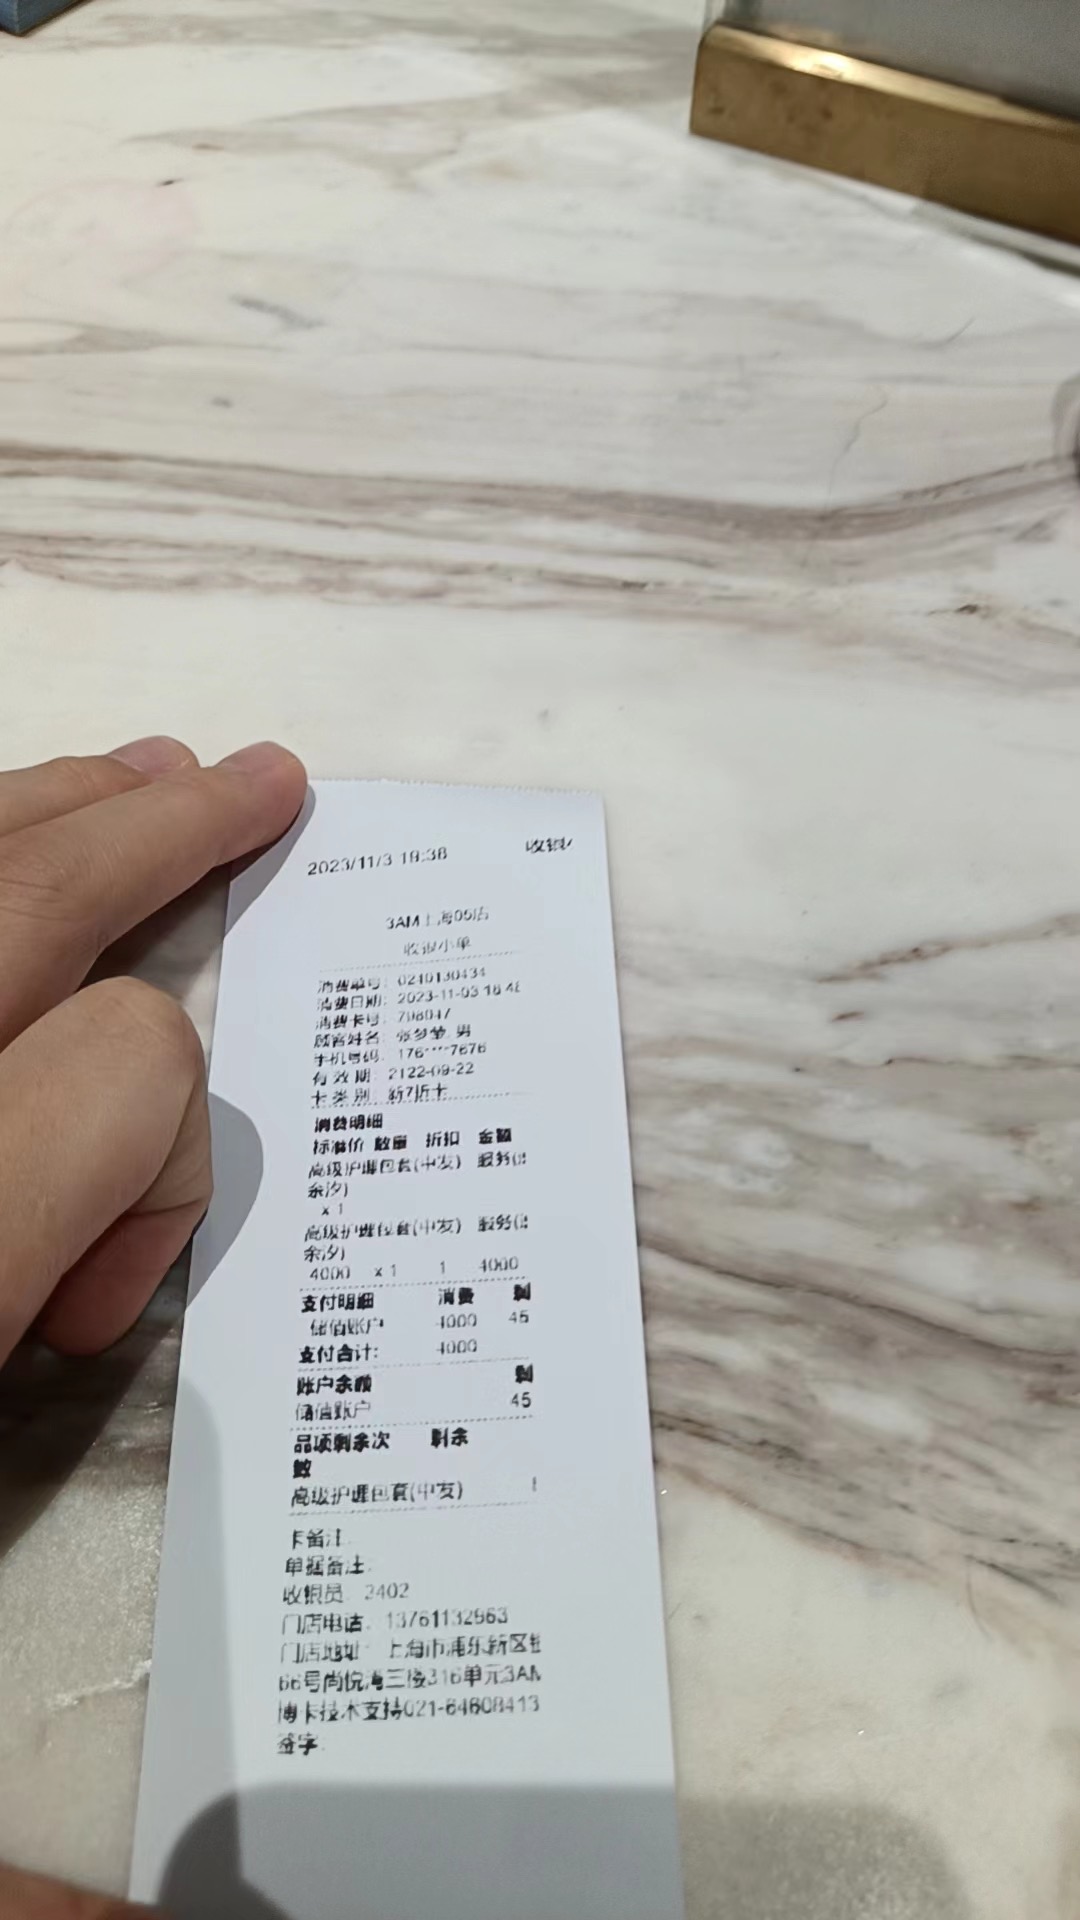 2023/11/3 18:38 收银
3AM上海05店
收银小单
消费单号: 0210130434
消费日期: 2023-11-03 18:
消费卡号: 798047
顾客姓名: 张梦 男
手机号码: 176****7676
有 效 期: 2122-09-22
卡 类 别: 新7折卡
消费明细
标准价 数量 折扣 金额
高级护理包套(中发) 服务(
余汐)
x 1
高级护理包套(中发) 服务(
余汐)
4000 x 1 1 4000
支付明细 消费 剩
储值账户 4000 45
支付合计: 4000
账户余额 剩
储值账户 45
品项剩余次 剩余
数
高级护理包套(中发) 1
卡备注:
单据备注:
收银员: 2402
门店电话: 13761132963
门店地址: 上海市浦东新区
66号尚悦湾三楼316单元3AM
博卡技术支持021-64608413
签字: